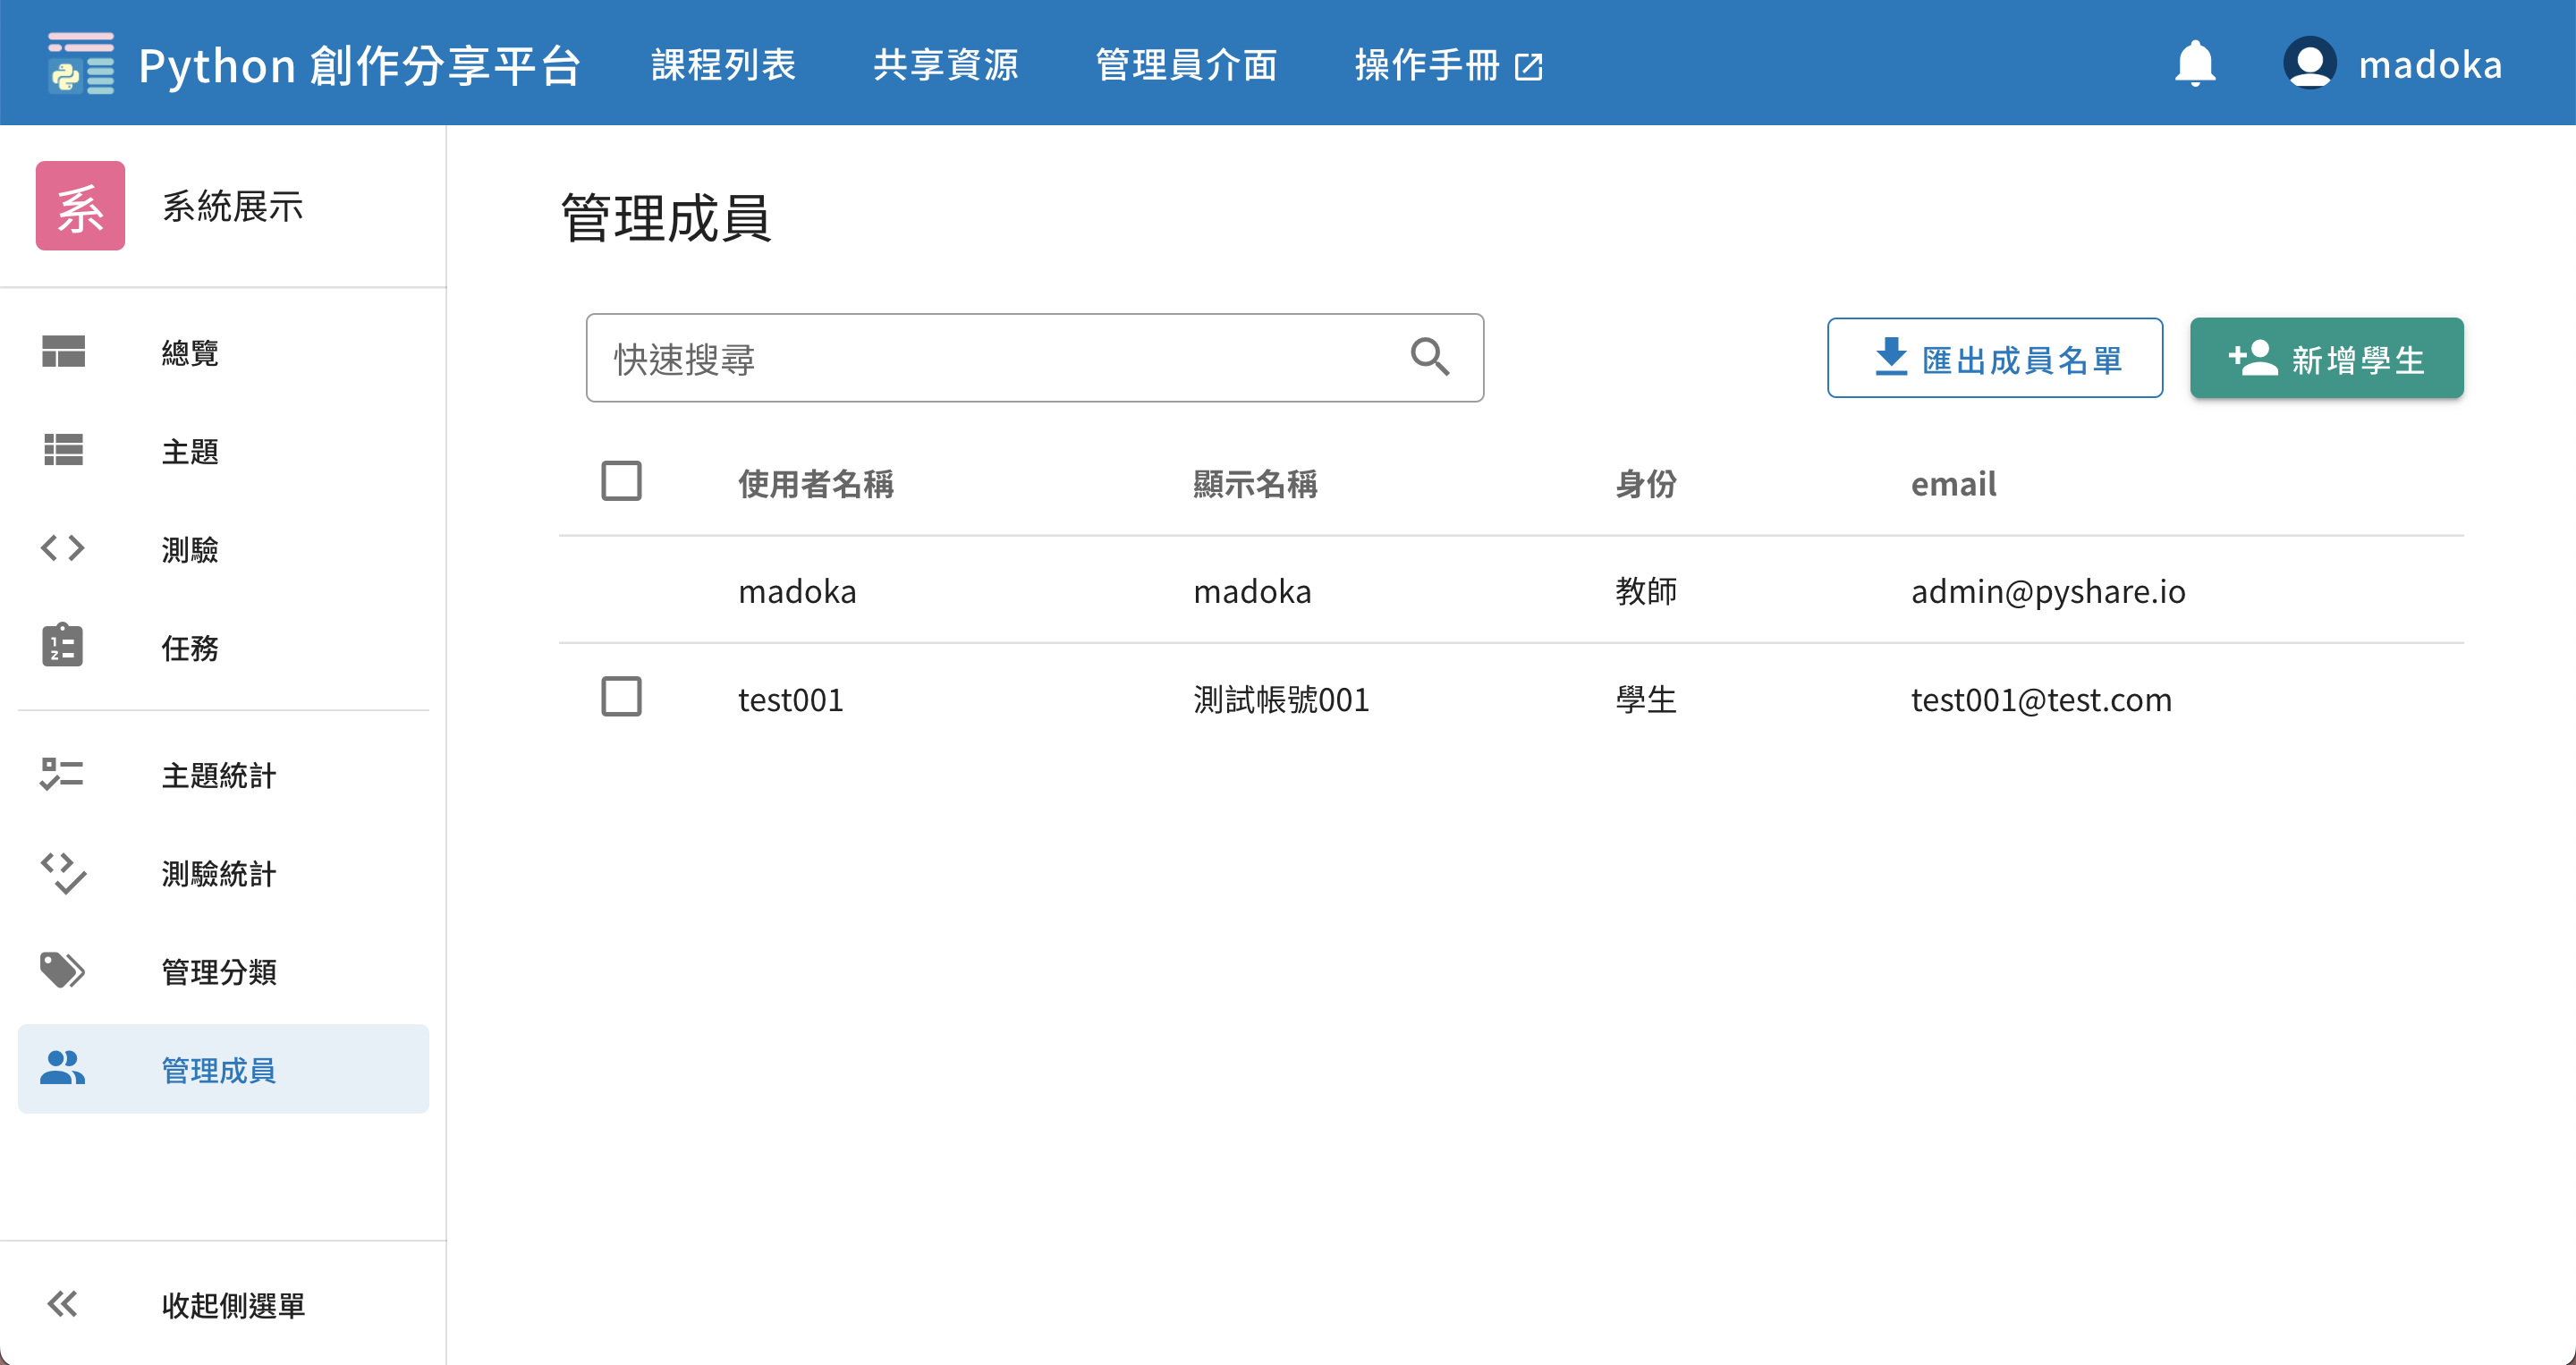 Python 創作分享平台 課程列表 共享資源 管理員介面 操作手冊 madoka
系 系統展示
總覽
主題
測驗
任務
主題統計
測驗統計
管理分類
管理成員
收起側選單
管理成員
快速搜尋 匯出成員名單 新增學生
使用者名稱 顯示名稱 身份 email
madoka madoka 教師 admin@pyshare.io
test001 測試帳號001 學生 test001@test.com